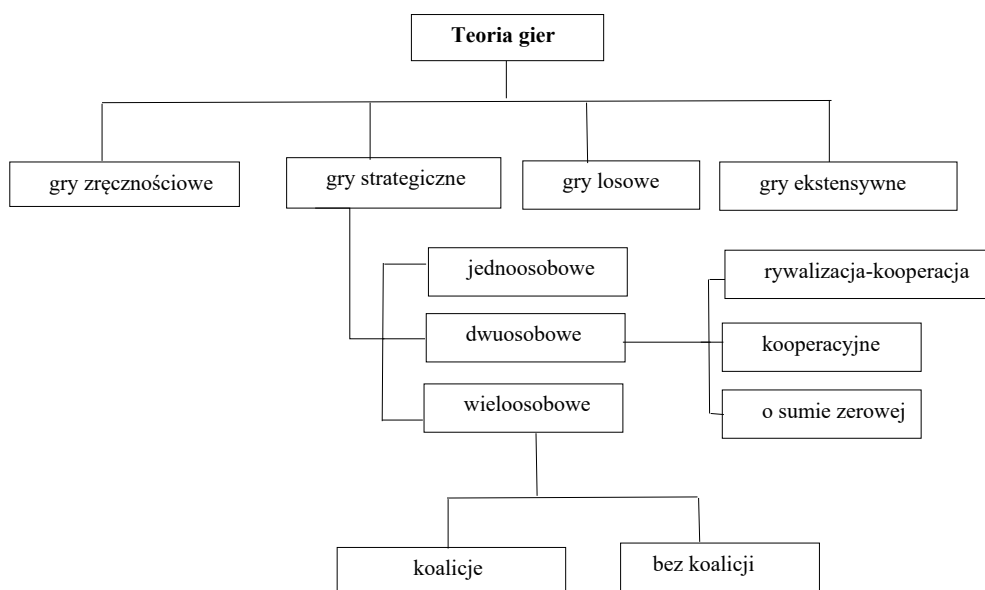 Teoria gier
gry zręcznościowe
gry strategiczne
gry losowe
gry ekstensywne
jednoosobowe
rywalizacja-kooperacja
dwuosobowe
kooperacyjne
wieloosobowe
o sumie zerowej
koalicje
bez koalicji